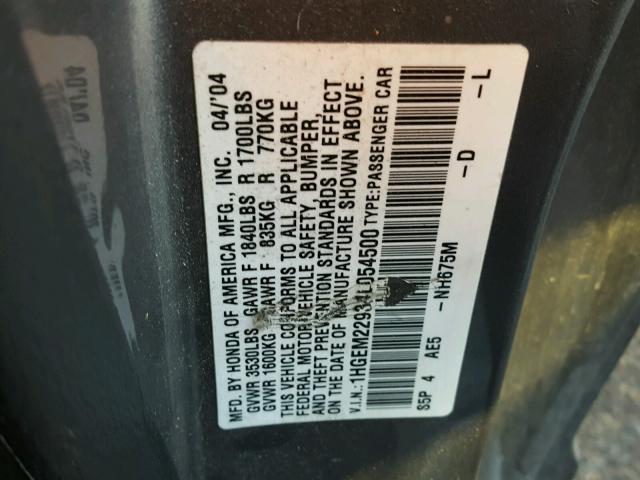 MFD. BY HONDA OF AMERICA MFG., INC. 04/'04
GVWR 3530LBS GAWR F 1840LBS R 1700LBS
GVWR 1600KG GAWR F 835KG R 770KG
THIS VEHICLE CONFORMS TO ALL APPLICABLE
FEDERAL MOTOR VEHICLE SAFETY, BUMPER,
AND THEFT PREVENTION STANDARDS IN EFFECT
ON THE DATE OF MANUFACTURE SHOWN ABOVE.
V.I.N.:1HGEM22934L054500 TYPE:PASSENGER CAR
S5P 4 AE5 -NH675M -D -L